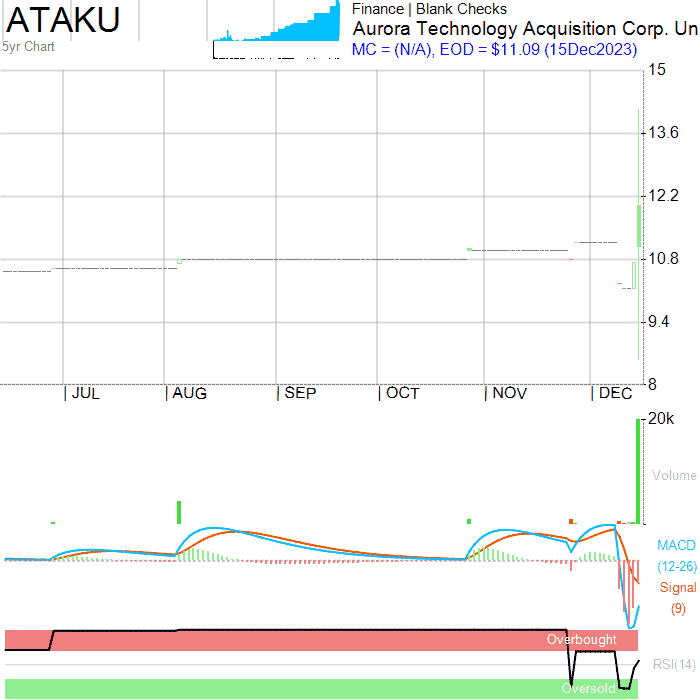 ATAKU
5yr Chart
Finance | Blank Checks
Aurora Technology Acquisition Corp. Un
MC = (N/A), EOD = $11.09 (15Dec2023)
15
13.6
12.2
10.8
9.4
8
| JUL | AUG | SEP | OCT | NOV | DEC
20k
Volume
MACD
(12-26)
Signal
(9)
Overbought
RSI(14)
Oversold